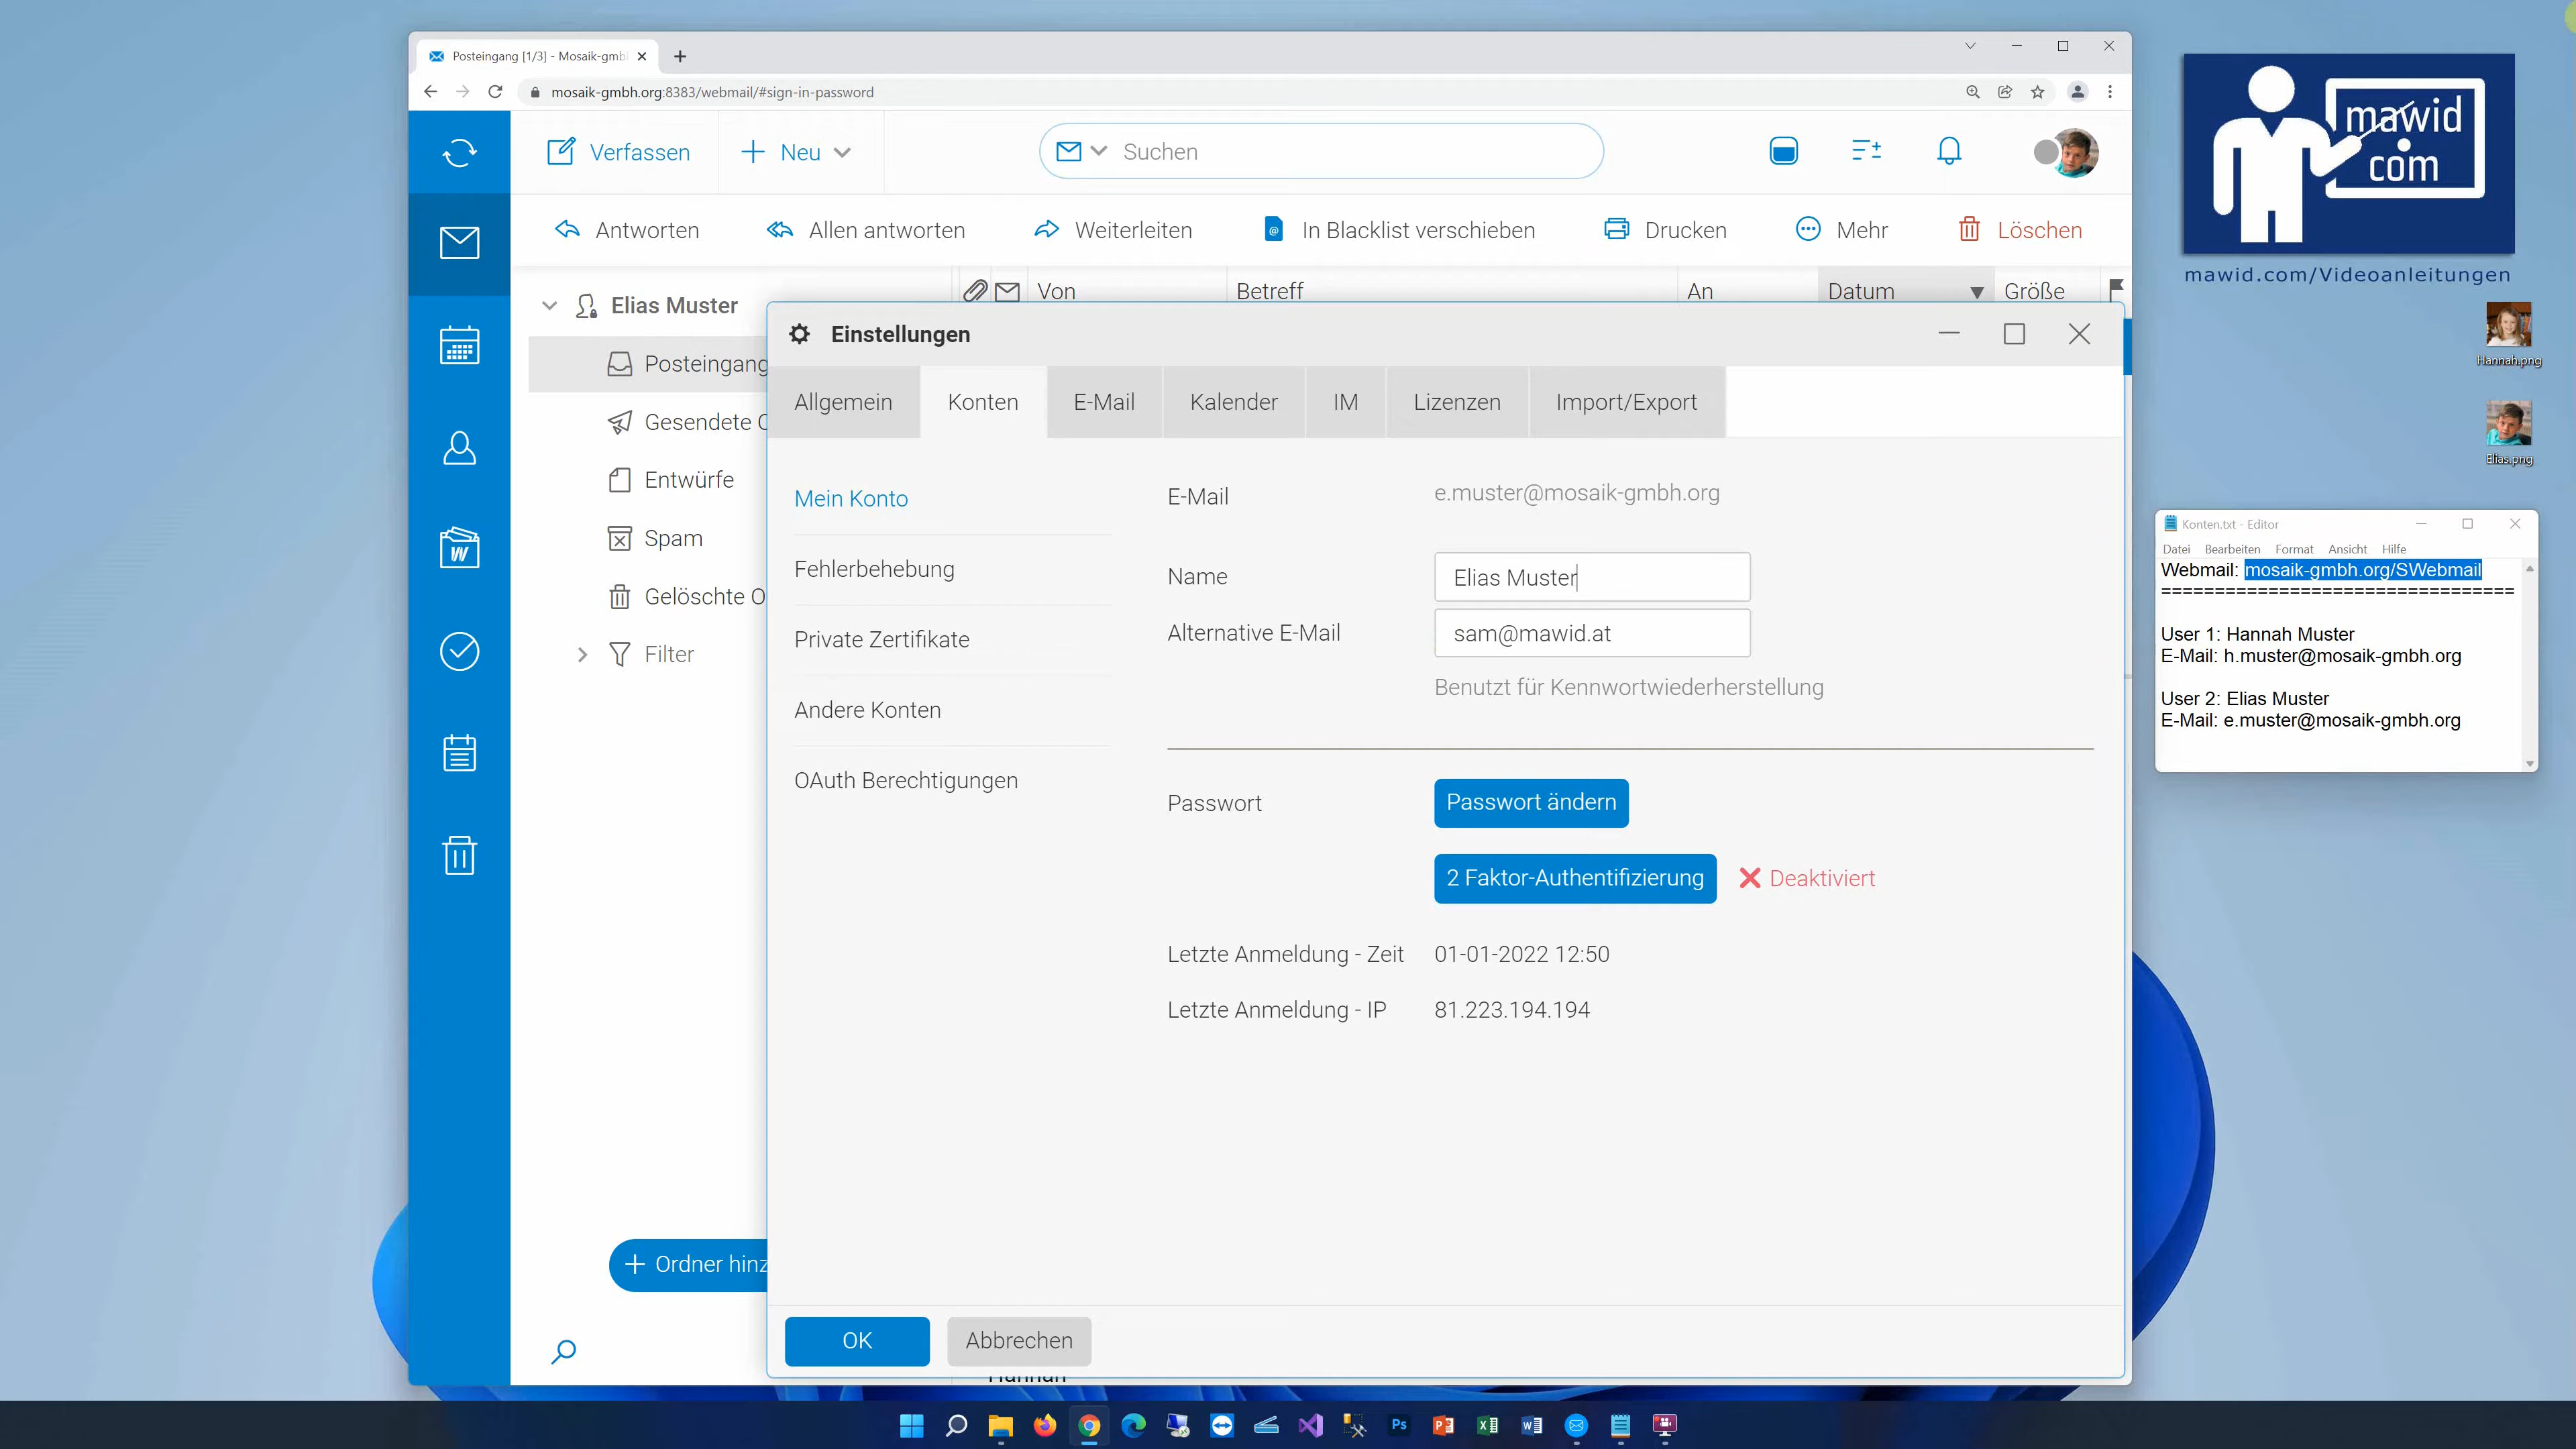 Posteingang [1/3] - Mosaik-gmb
mosaik-gmbh.org:8383/webmail/#sign-in-password
Verfassen
Neu
Suchen
Antworten
Allen antworten
Weiterleiten
In Blacklist verschieben
Drucken
Mehr
Löschen
Elias Muster
Von
Betreff
An
Datum
Größe
Posteingang
Gesendete O
Entwürfe
Spam
Gelöschte O
Filter
Ordner hinz
Einstellungen
Allgemein
Konten
E-Mail
Kalender
IM
Lizenzen
Import/Export
Mein Konto
Fehlerbehebung
Private Zertifikate
Andere Konten
OAuth Berechtigungen
E-Mail
e.muster@mosaik-gmbh.org
Name
Elias Muster
Alternative E-Mail
sam@mawid.at
Benutzt für Kennwortwiederherstellung
Passwort
Passwort ändern
2 Faktor-Authentifizierung
Deaktiviert
Letzte Anmeldung - Zeit
01-01-2022 12:50
Letzte Anmeldung - IP
81.223.194.194
OK
Abbrechen
Hannah
mawid
com
mawid.com/Videoanleitungen
Hannah.png
Elias.png
Konten.txt - Editor
Datei
Bearbeiten
Format
Ansicht
Hilfe
Webmail: mosaik-gmbh.org/SWebmail
=================================
User 1: Hannah Muster
E-Mail: h.muster@mosaik-gmbh.org
User 2: Elias Muster
E-Mail: e.muster@mosaik-gmbh.org
Ps